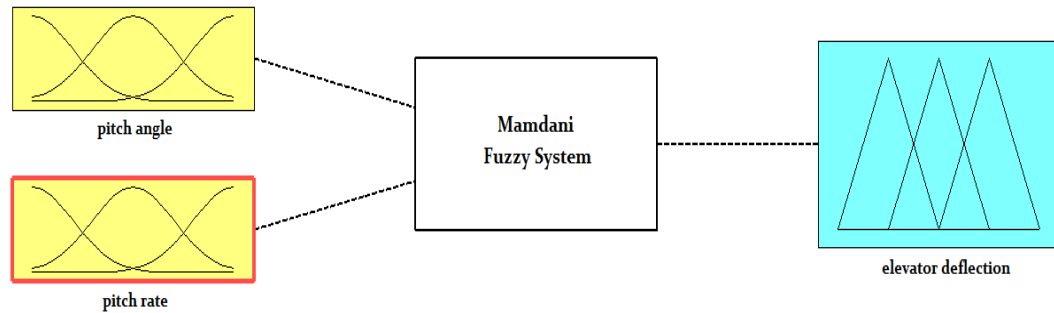 pitch angle
Mamdani
Fuzzy System
pitch rate
elevator deflection